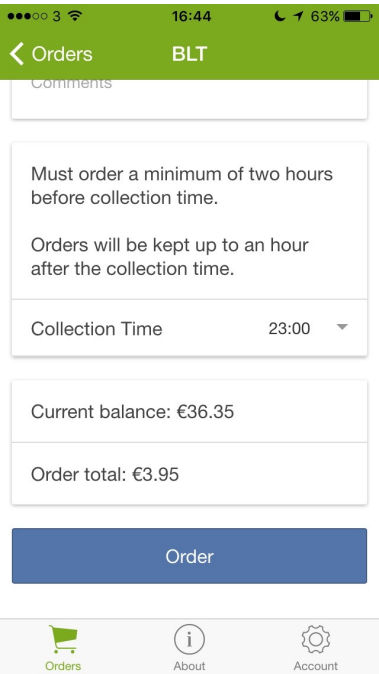 3 16:44 63%
Orders BLT
Comments
Must order a minimum of two hours
before collection time.
Orders will be kept up to an hour
after the collection time.
Collection Time 23:00
Current balance: €36.35
Order total: €3.95
Order
Orders About Account